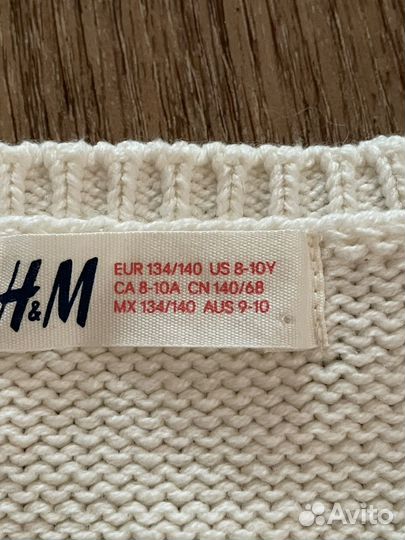 H&M
EUR 134/140 US 8-10Y
CA 8-10A CN 140/68
MX 134/140 AUS 9-10
Avito